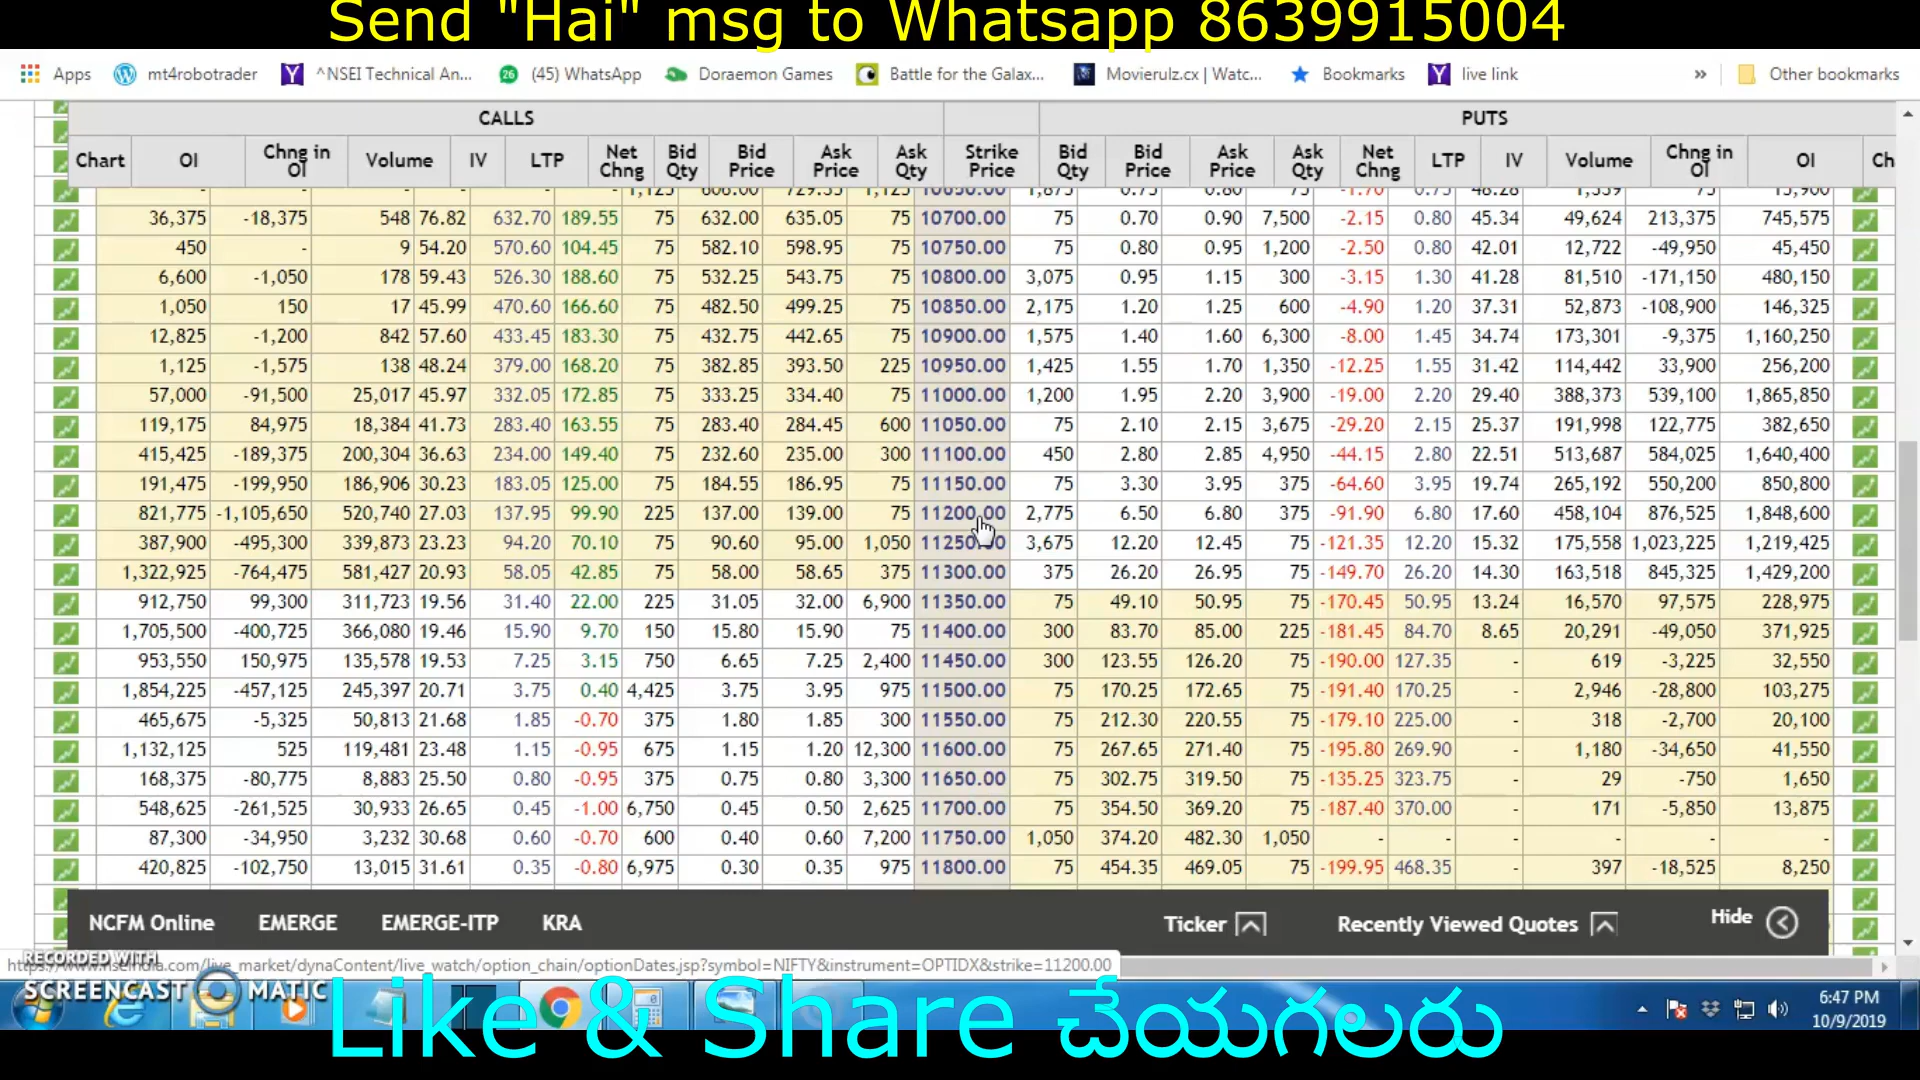 Send "Hai" msg to Whatsapp 8639915004
Apps mt4robotrader ^NSEI Technical An... (45) WhatsApp Doraemon Games Battle for the Galax... Movierulz.cx | Watc... Bookmarks live link » Other bookmarks
CALLS PUTS
Chart OI Chng in OI Volume IV LTP Net Chng Bid Qty Bid Price Ask Price Ask Qty Strike Price Bid Qty Bid Price Ask Price Ask Qty Net Chng LTP IV Volume Chng in OI OI Ch
36,375 -18,375 548 76.82 632.70 189.55 75 632.00 635.05 75 10700.00 75 0.70 0.90 7,500 -2.15 0.80 45.34 49,624 213,375 745,575
450 - 9 54.20 570.60 104.45 75 582.10 598.95 75 10750.00 75 0.80 0.95 1,200 -2.50 0.80 42.01 12,722 -49,950 45,450
6,600 -1,050 178 59.43 526.30 188.60 75 532.25 543.75 75 10800.00 3,075 0.95 1.15 300 -3.15 1.30 41.28 81,510 -171,150 480,150
1,050 150 17 45.99 470.60 166.60 75 482.50 499.25 75 10850.00 2,175 1.20 1.25 600 -4.90 1.20 37.31 52,873 -108,900 146,325
12,825 -1,200 842 57.60 433.45 183.30 75 432.75 442.65 75 10900.00 1,575 1.40 1.60 6,300 -8.00 1.45 34.74 173,301 -9,375 1,160,250
1,125 -1,575 138 48.24 379.00 168.20 75 382.85 393.50 225 10950.00 1,425 1.55 1.70 1,350 -12.25 1.55 31.42 114,442 33,900 256,200
57,000 -91,500 25,017 45.97 332.05 172.85 75 333.25 334.40 75 11000.00 1,200 1.95 2.20 3,900 -19.00 2.20 29.40 388,373 539,100 1,865,850
119,175 84,975 18,384 41.73 283.40 163.55 75 283.40 284.45 600 11050.00 75 2.10 2.15 3,675 -29.20 2.15 25.37 191,998 122,775 382,650
415,425 -189,375 200,304 36.63 234.00 149.40 75 232.60 235.00 300 11100.00 450 2.80 2.85 4,950 -44.15 2.80 22.51 513,687 584,025 1,640,400
191,475 -199,950 186,906 30.23 183.05 125.00 75 184.55 186.95 75 11150.00 75 3.30 3.95 375 -64.60 3.95 19.74 265,192 550,200 850,800
821,775 -1,105,650 520,740 27.03 137.95 99.90 225 137.00 139.00 75 11200.00 2,775 6.50 6.80 375 -91.90 6.80 17.60 458,104 876,525 1,848,600
387,900 -495,300 339,873 23.23 94.20 70.10 75 90.60 95.00 1,050 11250.00 3,675 12.20 12.45 75 -121.35 12.20 15.32 175,558 1,023,225 1,219,425
1,322,925 -764,475 581,427 20.93 58.05 42.85 75 58.00 58.65 375 11300.00 375 26.20 26.95 75 -149.70 26.20 14.30 163,518 845,325 1,429,200
912,750 99,300 311,723 19.56 31.40 22.00 225 31.05 32.00 6,900 11350.00 75 49.10 50.95 75 -170.45 50.95 13.24 16,570 97,575 228,975
1,705,500 -400,725 366,080 19.46 15.90 9.70 150 15.80 15.90 75 11400.00 300 83.70 85.00 225 -181.45 84.70 8.65 20,291 -49,050 371,925
953,550 150,975 135,578 19.53 7.25 3.15 750 6.65 7.25 2,400 11450.00 300 123.55 126.20 75 -190.00 127.35 - 619 -3,225 32,550
1,854,225 -457,125 245,397 20.71 3.75 0.40 4,425 3.75 3.95 975 11500.00 75 170.25 172.65 75 -191.40 170.25 - 2,946 -28,800 103,275
465,675 -5,325 50,813 21.68 1.85 -0.70 375 1.80 1.85 300 11550.00 75 212.30 220.55 75 -179.10 225.00 - 318 -2,700 20,100
1,132,125 525 119,481 23.48 1.15 -0.95 675 1.15 1.20 12,300 11600.00 75 267.65 271.40 75 -195.80 269.90 - 1,180 -34,650 41,550
168,375 -80,775 8,883 25.50 0.80 -0.95 375 0.75 0.80 3,300 11650.00 75 302.75 319.50 75 -135.25 323.75 - 29 -750 1,650
548,625 -261,525 30,933 26.65 0.45 -1.00 6,750 0.45 0.50 2,625 11700.00 75 354.50 369.20 75 -187.40 370.00 - 171 -5,850 13,875
87,300 -34,950 3,232 30.68 0.60 -0.70 600 0.40 0.60 7,200 11750.00 1,050 374.20 482.30 1,050 - - - - - -
420,825 -102,750 13,015 31.61 0.35 -0.80 6,975 0.30 0.35 975 11800.00 75 454.35 469.05 75 -199.95 468.35 - 397 -18,525 8,250
NCFM Online EMERGE EMERGE-ITP KRA Ticker Recently Viewed Quotes Hide
RECORDED WITH
https://www.nseindia.com/live_market/dynaContent/live_watch/option_chain/optionDates.jsp?symbol=NIFTY&instrument=OPTIDX&strike=11200.00
SCREENCAST MATIC
6:47 PM
10/9/2019
Like & Share చేయగలరు